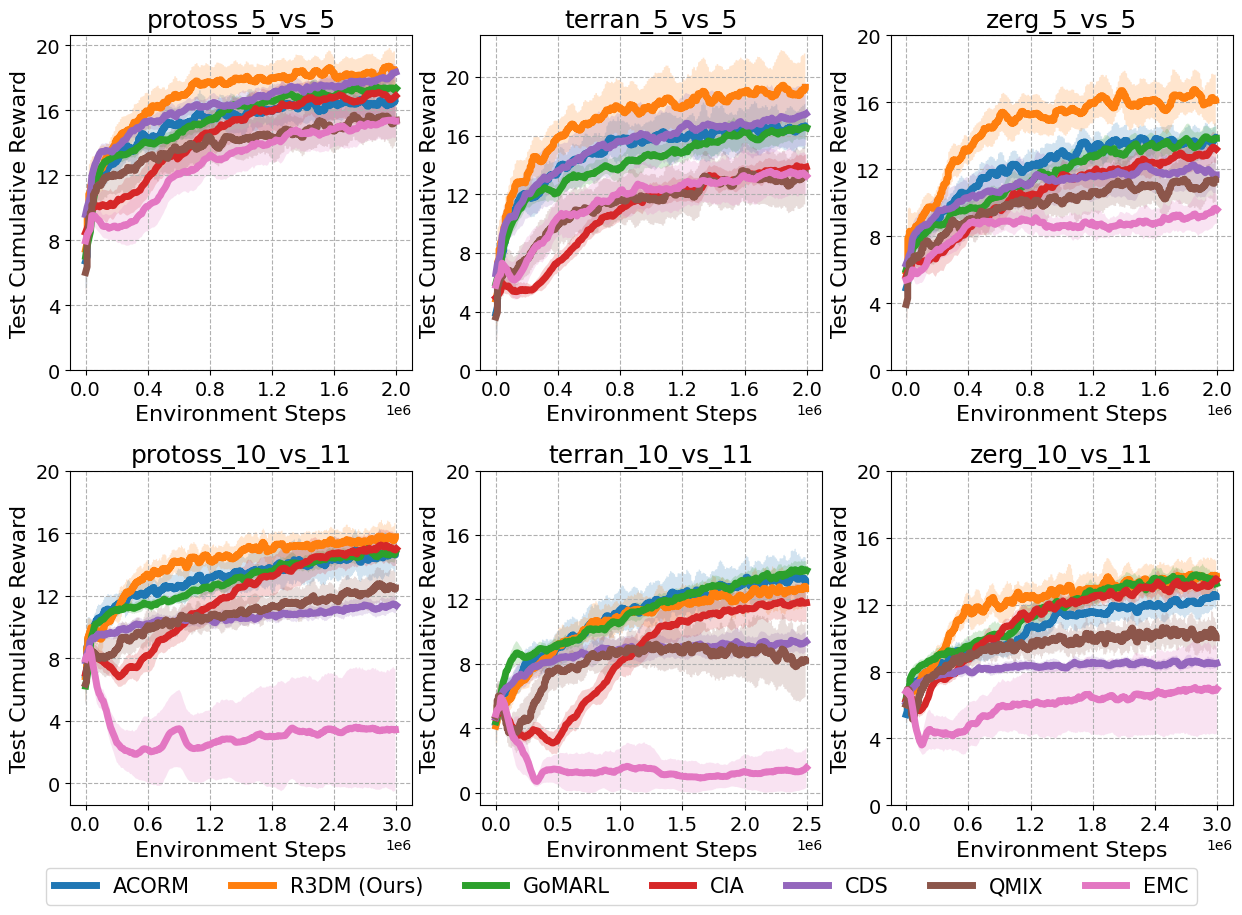 protoss_5_vs_5
Test Cumulative Reward
20
16
12
8
4
0
0.0 0.4 0.8 1.2 1.6 2.0
1e6
Environment Steps
terran_5_vs_5
Test Cumulative Reward
20
16
12
8
4
0
0.0 0.4 0.8 1.2 1.6 2.0
1e6
Environment Steps
zerg_5_vs_5
Test Cumulative Reward
20
16
12
8
4
0
0.0 0.4 0.8 1.2 1.6 2.0
1e6
Environment Steps
protoss_10_vs_11
Test Cumulative Reward
20
16
12
8
4
0
0.0 0.6 1.2 1.8 2.4 3.0
1e6
Environment Steps
terran_10_vs_11
Test Cumulative Reward
20
16
12
8
4
0
0.0 0.5 1.0 1.5 2.0 2.5
1e6
Environment Steps
zerg_10_vs_11
Test Cumulative Reward
20
16
12
8
4
0
0.0 0.6 1.2 1.8 2.4 3.0
1e6
Environment Steps
ACORM R3DM (Ours) GoMARL CIA CDS QMIX EMC